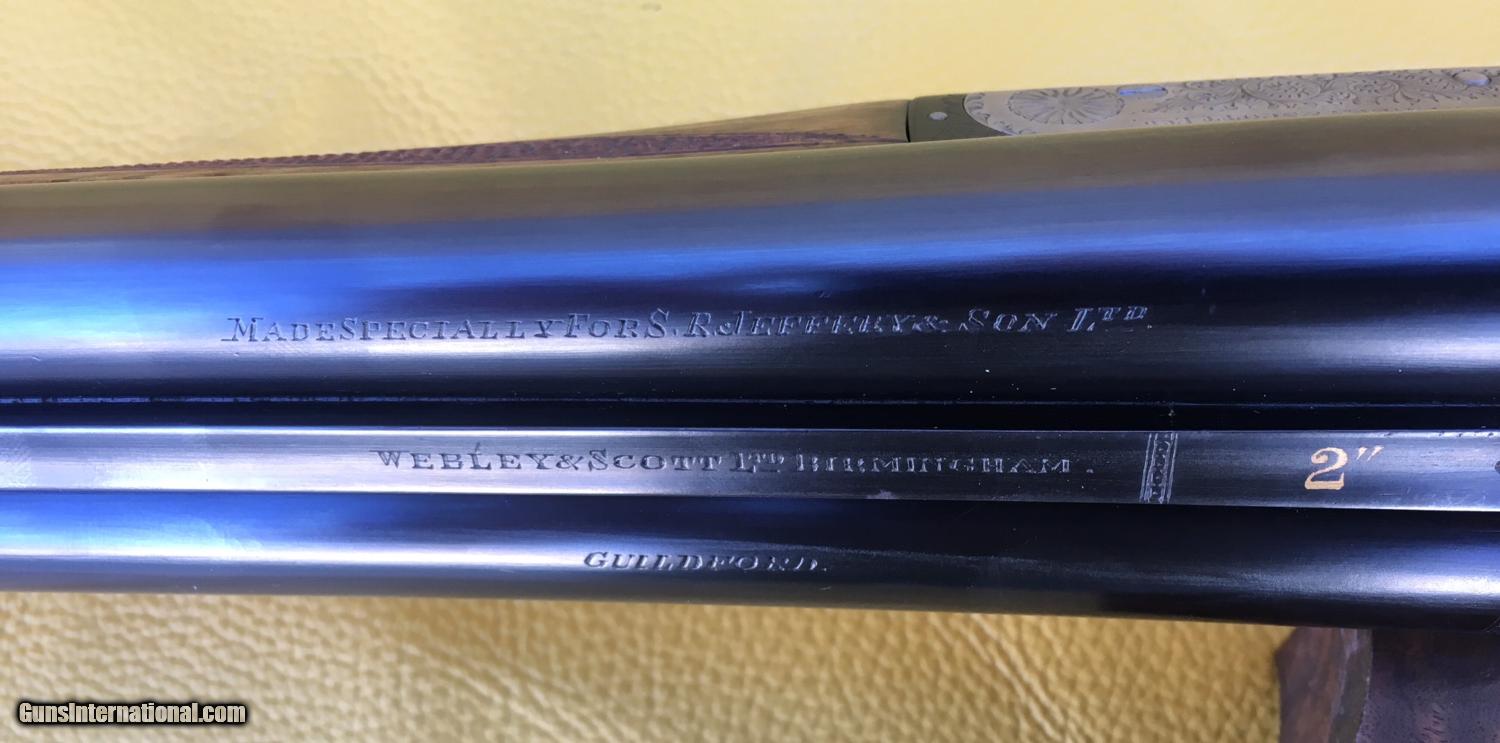 MADE SPECIALLY FOR S. R. JEFFERY & SON LTD
WEBLEY & SCOTT LTD BIRMINGHAM.
2"
GUILDFORD.
GunsInternational.com